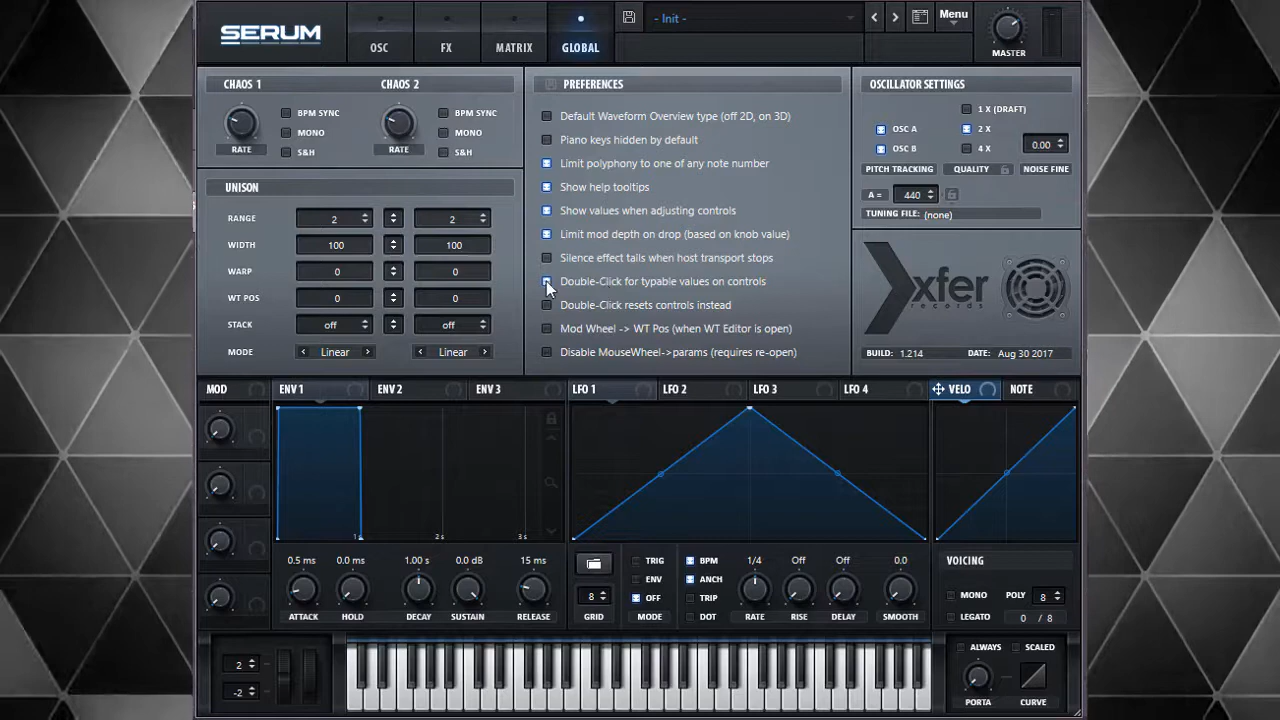 SERUM
OSC
FX
MATRIX
GLOBAL
- Init -
Menu
MASTER
CHAOS 1
CHAOS 2
BPM SYNC
MONO
S&H
RATE
BPM SYNC
MONO
S&H
RATE
UNISON
RANGE 2 2
WIDTH 100 100
WARP 0 0
WT POS 0 0
STACK off off
MODE < Linear > < Linear >
PREFERENCES
Default Waveform Overview type (off 2D, on 3D)
Piano keys hidden by default
Limit polyphony to one of any note number
Show help tooltips
Show values when adjusting controls
Limit mod depth on drop (based on knob value)
Silence effect tails when host transport stops
Double-Click for typable values on controls
Double-Click resets controls instead
Mod Wheel -> WT Pos (when WT Editor is open)
Disable MouseWheel->params (requires re-open)
OSCILLATOR SETTINGS
OSC A
OSC B
1 X (DRAFT)
2 X
4 X
0.00
PITCH TRACKING
QUALITY
NOISE FINE
A = 440
TUNING FILE: (none)
xfer
records
BUILD: 1.214 DATE: Aug 30 2017
MOD
ENV 1
ENV 2
ENV 3
LFO 1
LFO 2
LFO 3
LFO 4
VELO
NOTE
1s
2s
3s
0.5 ms
0.0 ms
1.00 s
0.0 dB
15 ms
ATTACK
HOLD
DECAY
SUSTAIN
RELEASE
8
GRID
TRIG
ENV
OFF
MODE
BPM
ANCH
TRIP
DOT
1/4
Off
Off
0.0
RATE
RISE
DELAY
SMOOTH
VOICING
MONO
POLY 8
LEGATO
0 / 8
2
-2
ALWAYS
SCALED
PORTA
CURVE